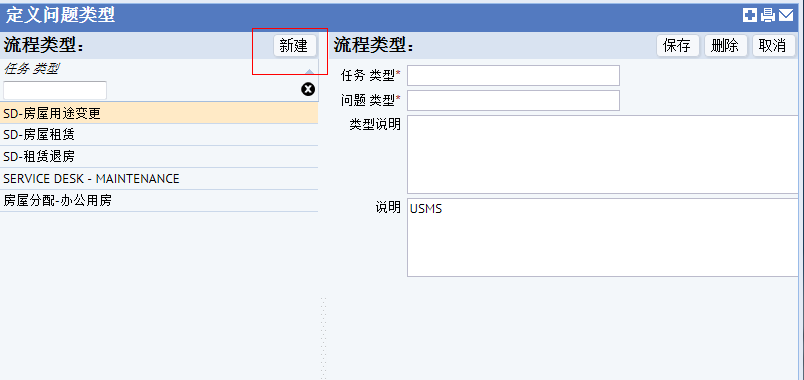 定义问题类型
流程类型：
新建
任务 类型
SD-房屋用途变更
SD-房屋租赁
SD-租赁退房
SERVICE DESK - MAINTENANCE
房屋分配-办公用房
流程类型：
保存 删除 取消
任务 类型*
问题 类型*
类型说明
说明
USMS